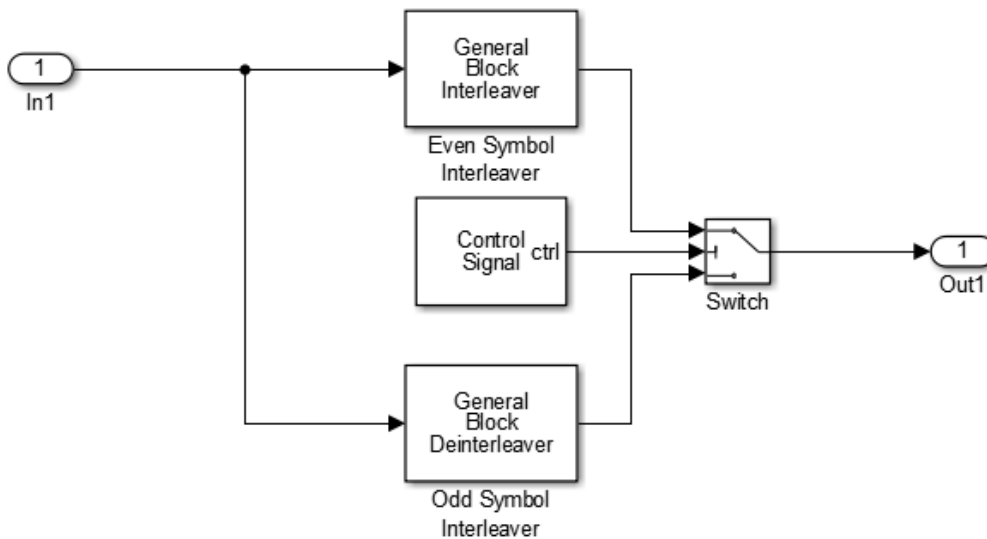 1
In1
General
Block
Interleaver
Even Symbol
Interleaver
Control
Signal
ctrl
Switch
1
Out1
General
Block
Deinterleaver
Odd Symbol
Interleaver